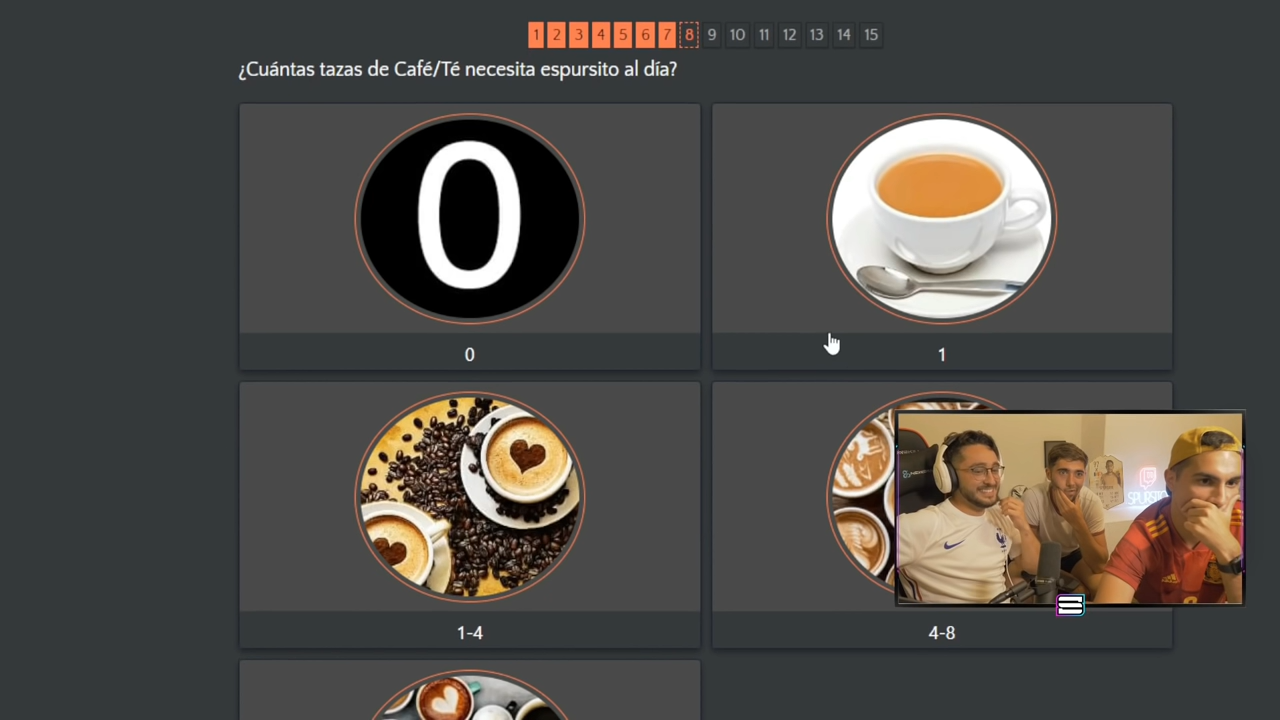 1 2 3 4 5 6 7 8 9 10 11 12 13 14 15
¿Cuántas tazas de Café/Té necesita espursito al día?
0
0
1
1-4
4-8